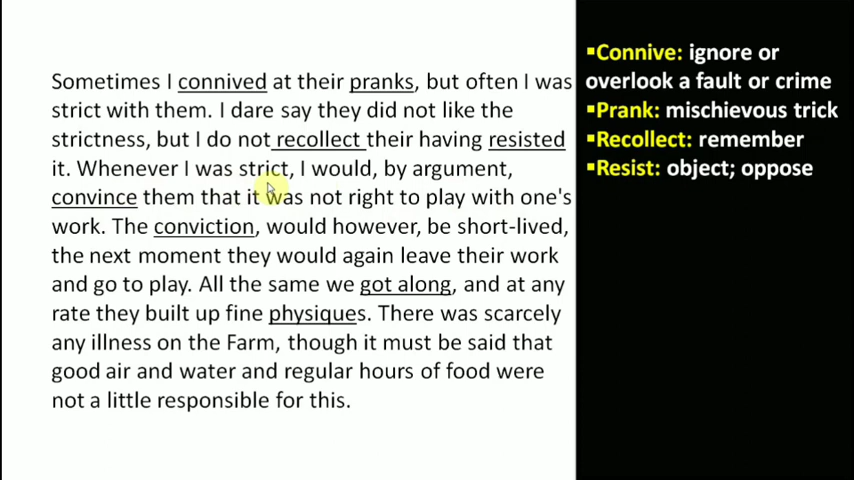 Sometimes I connived at their pranks, but often I was
strict with them. I dare say they did not like the
strictness, but I do not recollect their having resisted
it. Whenever I was strict, I would, by argument,
convince them that it was not right to play with one's
work. The conviction, would however, be short-lived,
the next moment they would again leave their work
and go to play. All the same we got along, and at any
rate they built up fine physiques. There was scarcely
any illness on the Farm, though it must be said that
good air and water and regular hours of food were
not a little responsible for this.
▪Connive: ignore or
overlook a fault or crime
▪Prank: mischievous trick
▪Recollect: remember
▪Resist: object; oppose